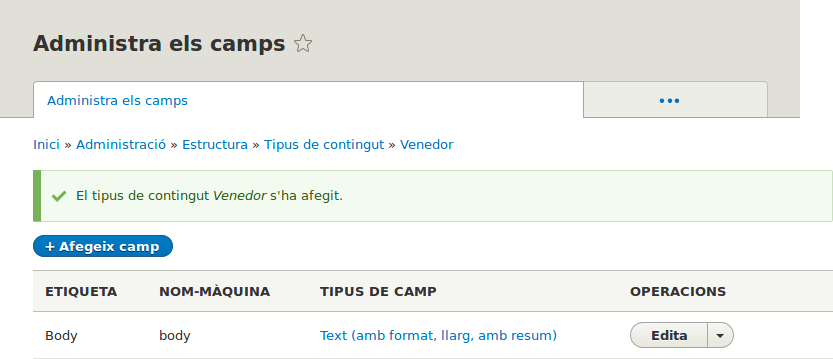 Administra els camps
Administra els camps
Inici » Administració » Estructura » Tipus de contingut » Venedor
El tipus de contingut Venedor s'ha afegit.
+ Afegeix camp
ETIQUETA NOM-MÀQUINA TIPUS DE CAMP OPERACIONS
Body body Text (amb format, llarg, amb resum) Edita